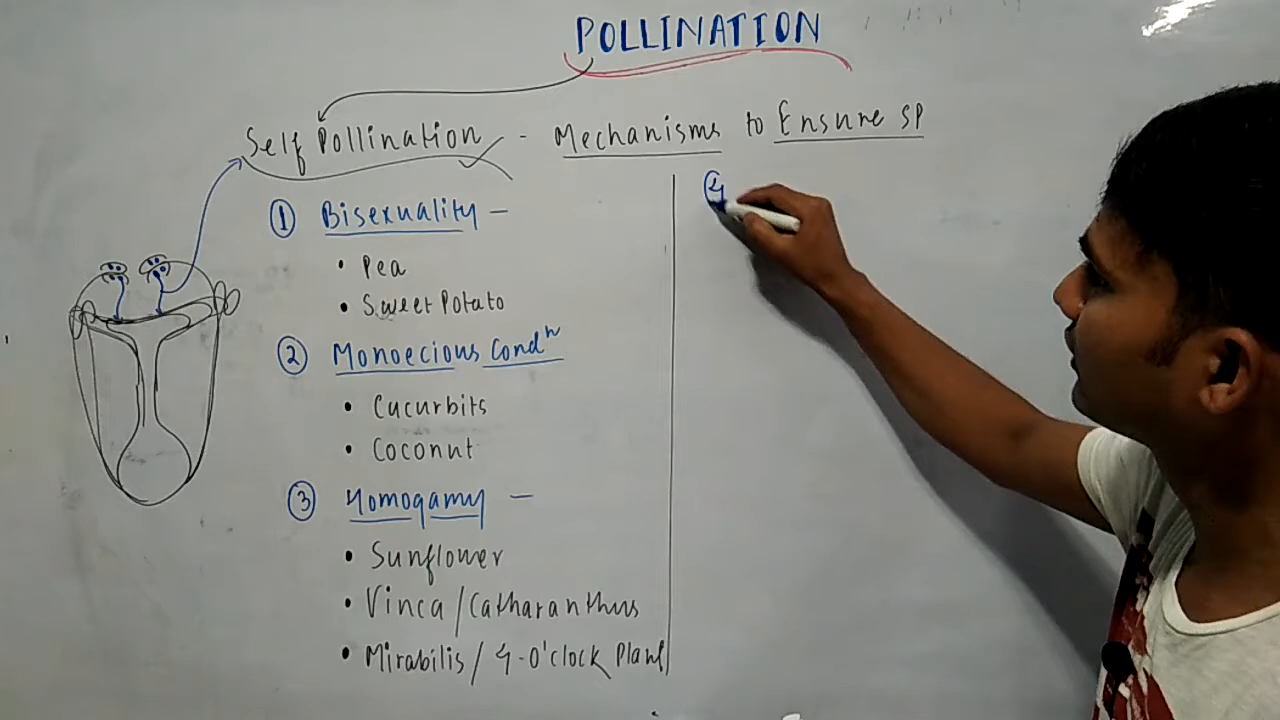 POLLINATION
Self Pollination - Mechanisms to Ensure SP
① Bisexuality -
• Pea
• Sweet Potato
② Monoecious Condⁿ
• Cucurbits
• Coconut
③ Homogamy -
• Sunflower
• Vinca/Catharanthus
• Mirabilis/4-O'clock Plant
④